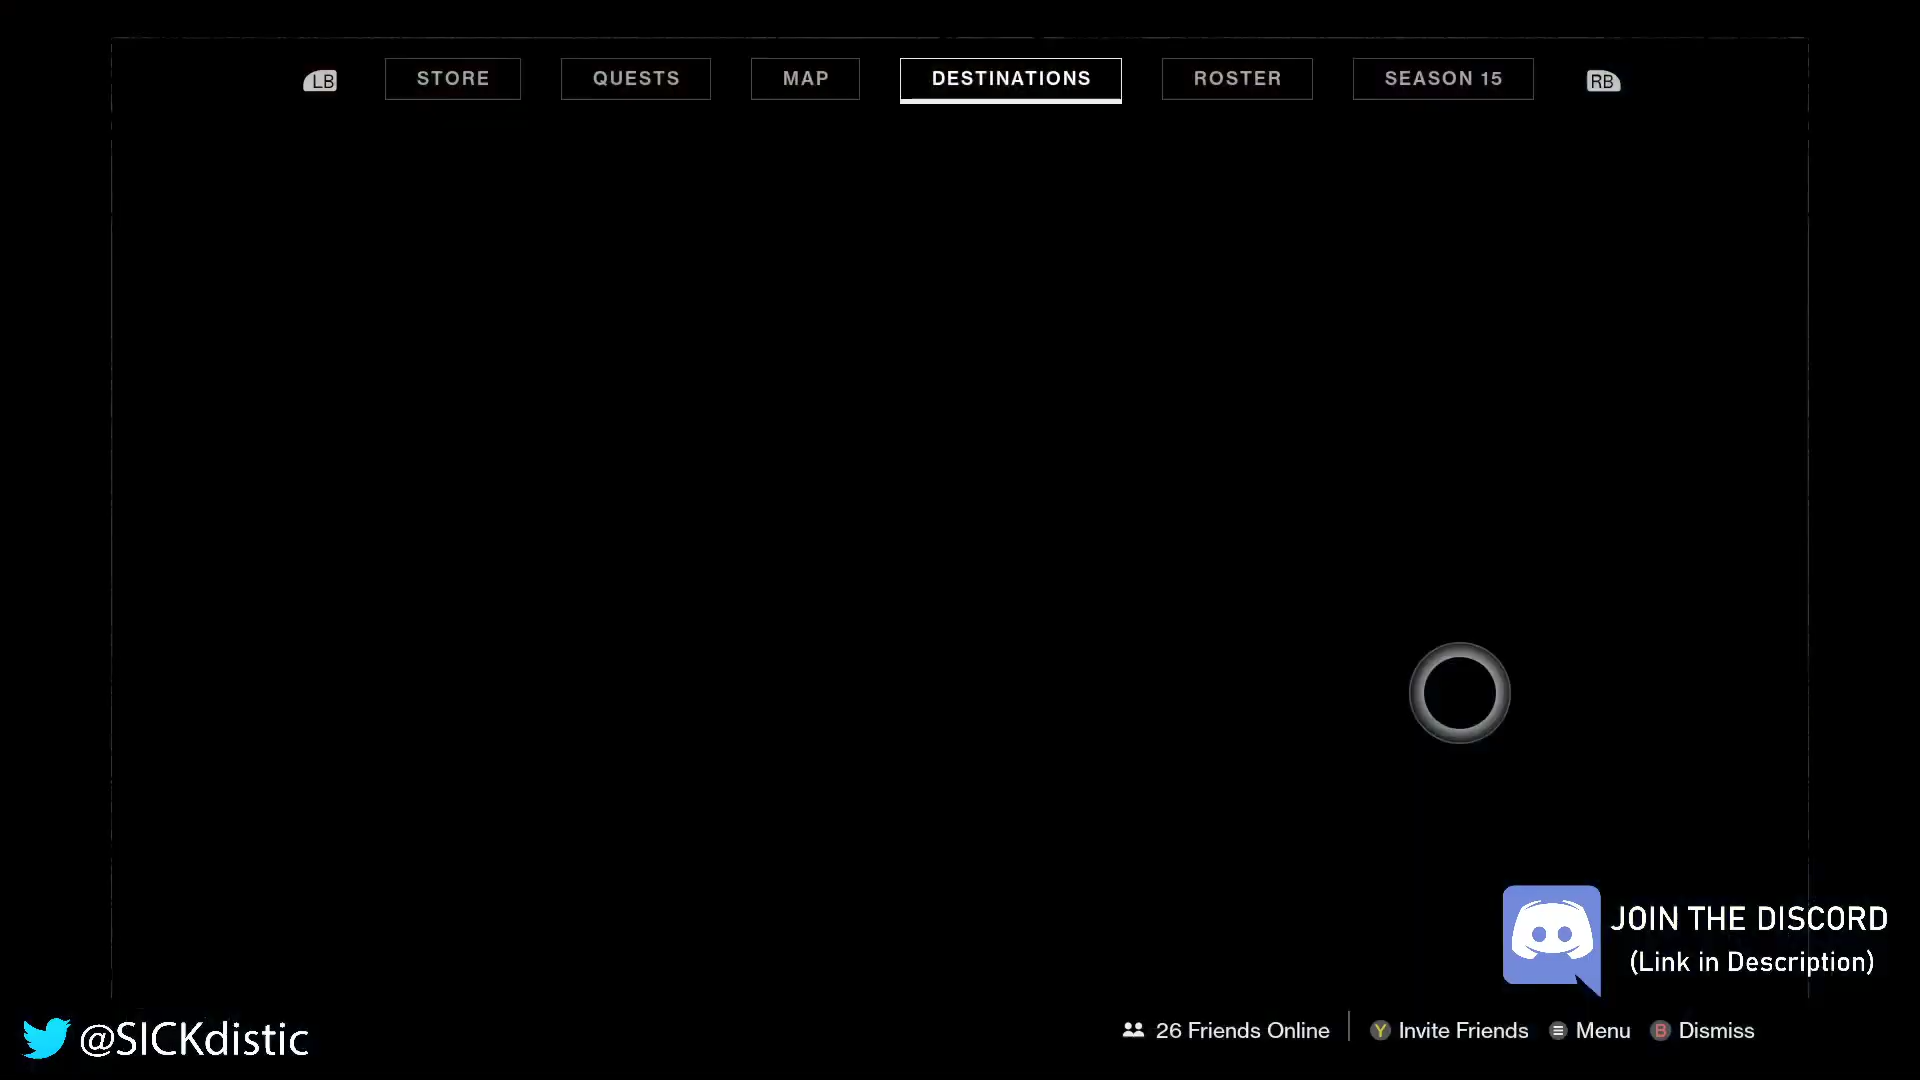 LB
STORE
QUESTS
MAP
DESTINATIONS
ROSTER
SEASON 15
RB
JOIN THE DISCORD
(Link in Description)
@SICKdistic
26 Friends Online
Y Invite Friends
Menu
B Dismiss